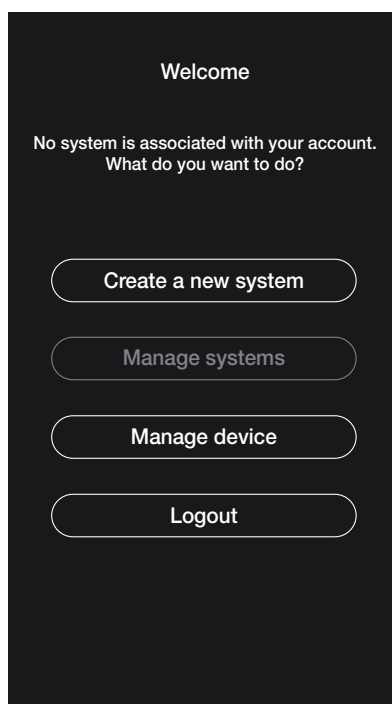 Welcome
No system is associated with your account.
What do you want to do?
Create a new system
Manage systems
Manage device
Logout